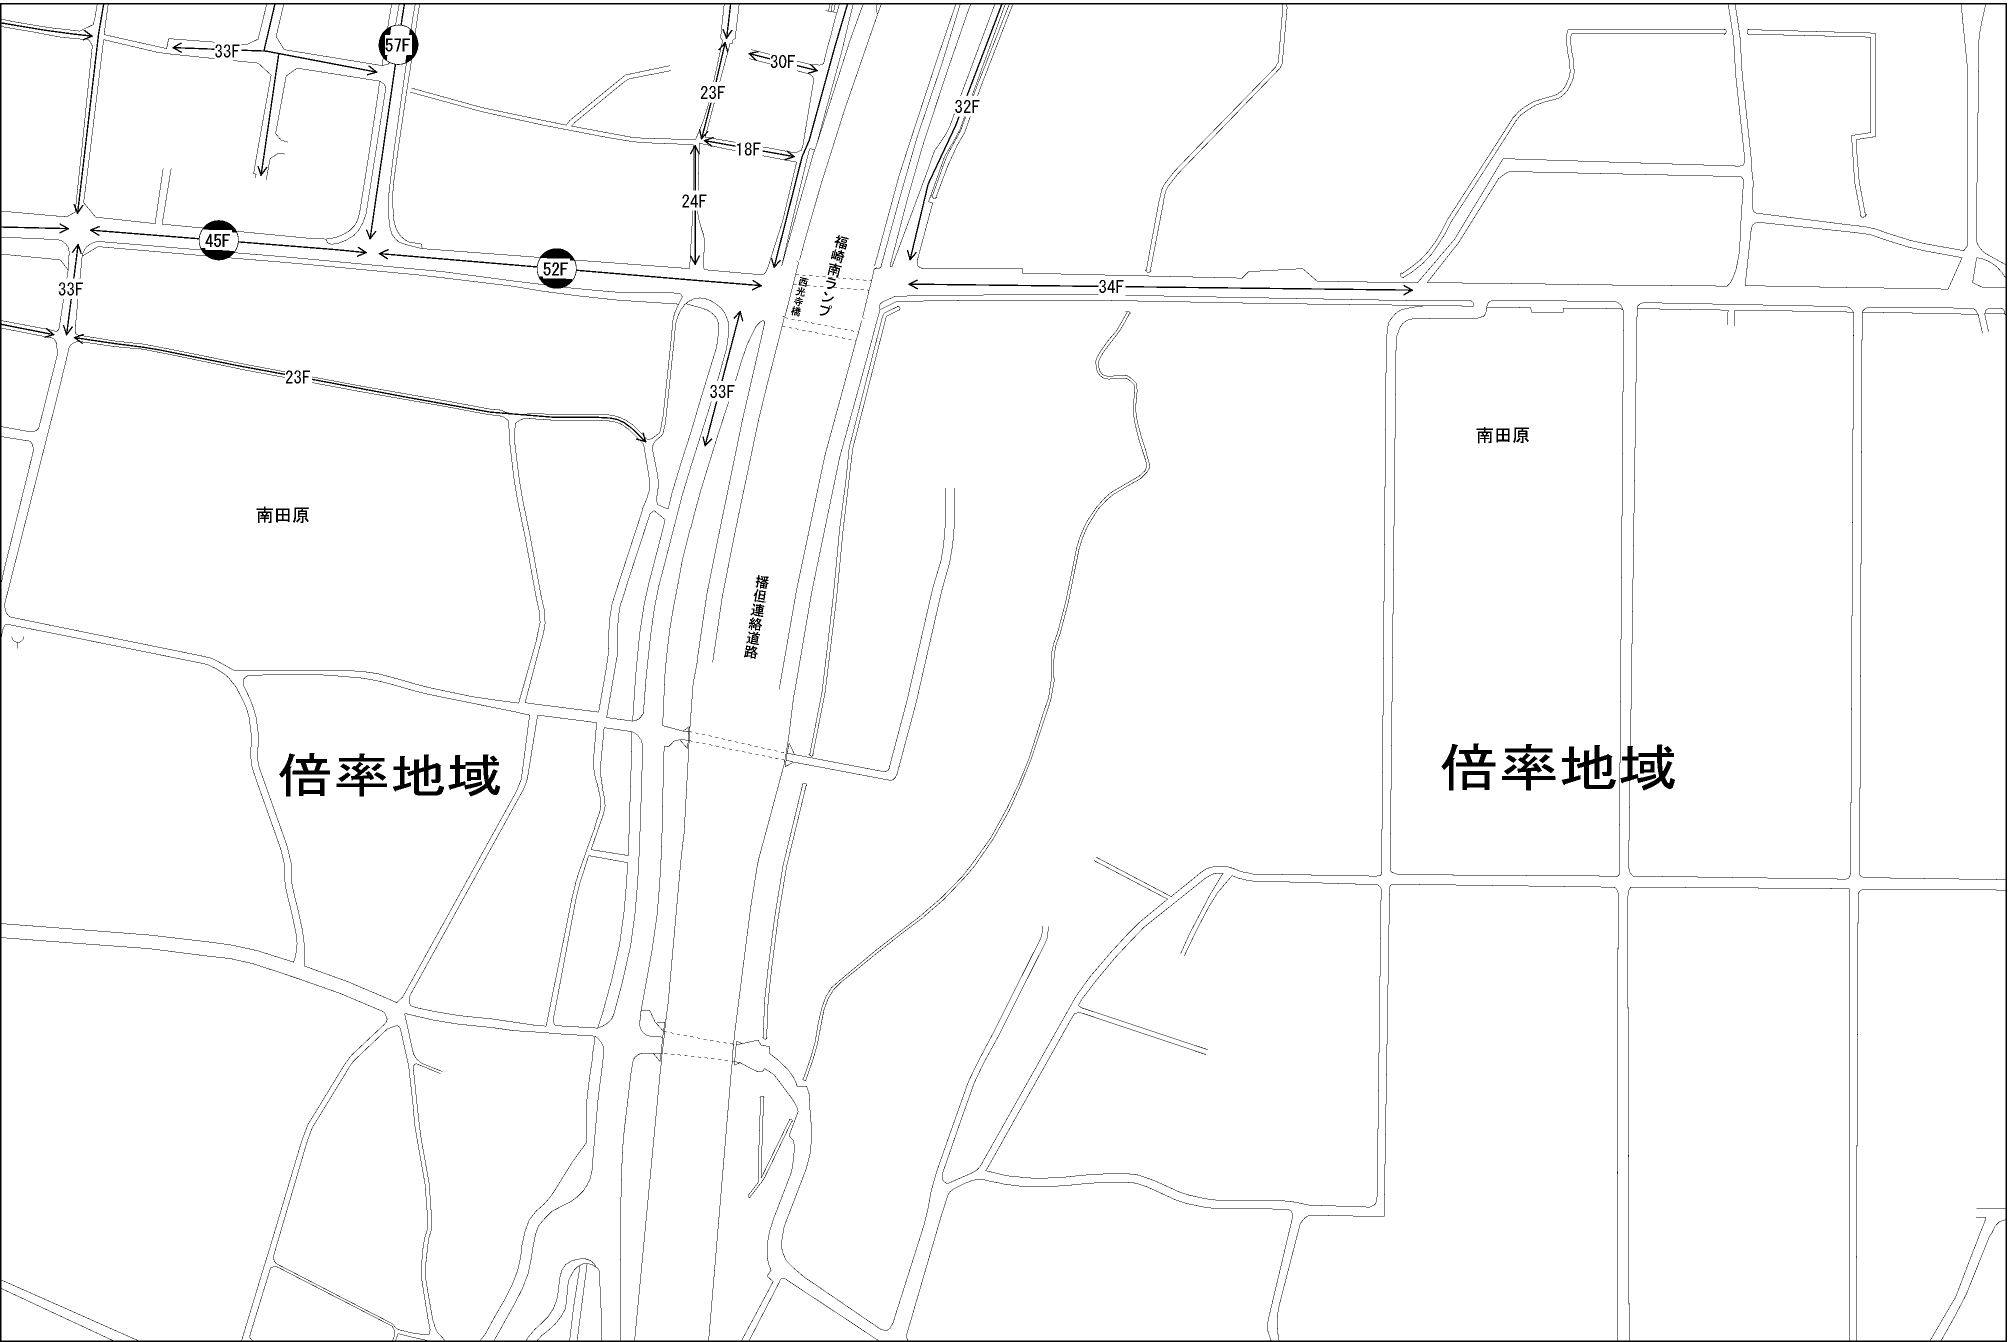 57F
33F
30F
23F
32F
18F
24F
45F
52F
福崎南ランプ
西光寺橋
33F
34F
23F
33F
南田原
南田原
播但連絡道路
倍率地域
倍率地域